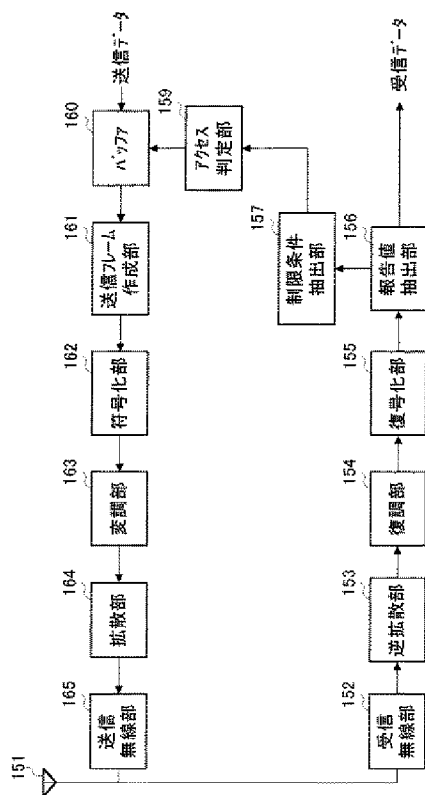 151
165
送信
無線部
164
拡散部
163
変調部
162
符号化部
161
送信フレーム
作成部
160
バッファ
送信データ
159
アクセス
判定部
157
制限条件
抽出部
152
受信
無線部
153
逆拡散部
154
復調部
155
復号化部
156
報告値
抽出部
受信データ